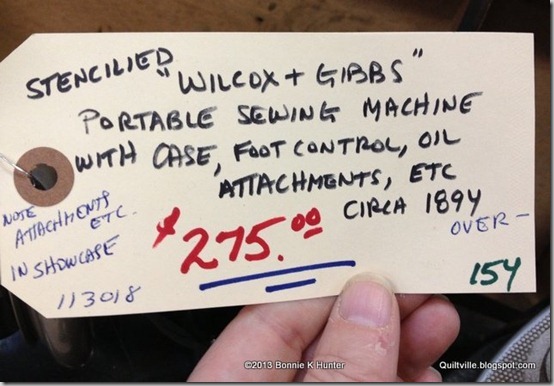 STENCILIED "WILCOX + GIBBS"
PORTABLE SEWING MACHINE
WITH CASE, FOOT CONTROL, OIL
ATTACHMENTS, ETC
CIRCA 1894
$275.00
OVER -
NOTE
ATTACHMENTS
ETC.
IN SHOWCASE
113018
154
©2013 Bonnie K Hunter
Quiltville.blogspot.com